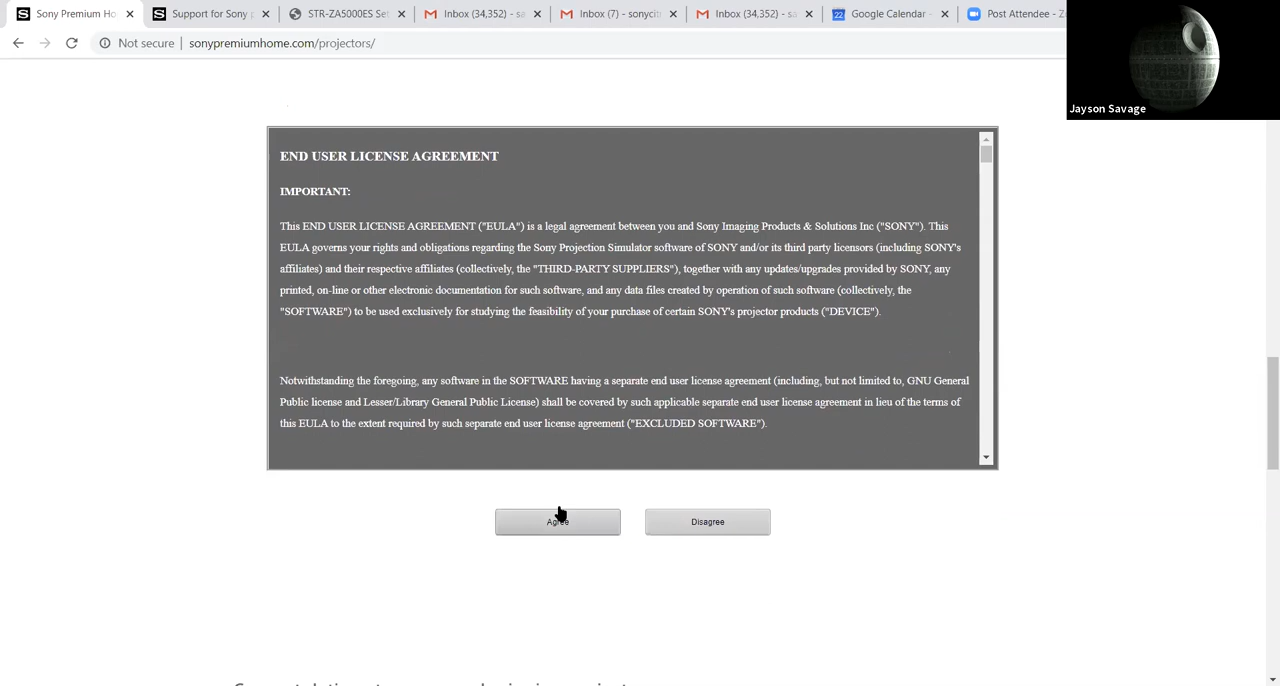 Sony Premium Ho
Support for Sony p
STR-ZA5000ES Se
Inbox (34,352) - sa
Inbox (7) - sonycit
Inbox (34,352) - sa
22 Google Calendar -
Post Attendee - Z
Not secure | sonypremiumhome.com/projectors/
Jayson Savage
END USER LICENSE AGREEMENT
IMPORTANT:
This END USER LICENSE AGREEMENT ("EULA") is a legal agreement between you and Sony Imaging Products & Solutions Inc ("SONY"). This
EULA governs your rights and obligations regarding the Sony Projection Simulator software of SONY and/or its third party licensors (including SONY's
affiliates) and their respective affiliates (collectively, the "THIRD-PARTY SUPPLIERS"), together with any updates/upgrades provided by SONY, any
printed, on-line or other electronic documentation for such software, and any data files created by operation of such software (collectively, the
"SOFTWARE") to be used exclusively for studying the feasibility of your purchase of certain SONY's projector products ("DEVICE").
Notwithstanding the foregoing, any software in the SOFTWARE having a separate end user license agreement (including, but not limited to, GNU General
Public license and Lesser/Library General Public License) shall be covered by such applicable separate end user license agreement in lieu of the terms of
this EULA to the extent required by such separate end user license agreement ("EXCLUDED SOFTWARE").
Agree
Disagree